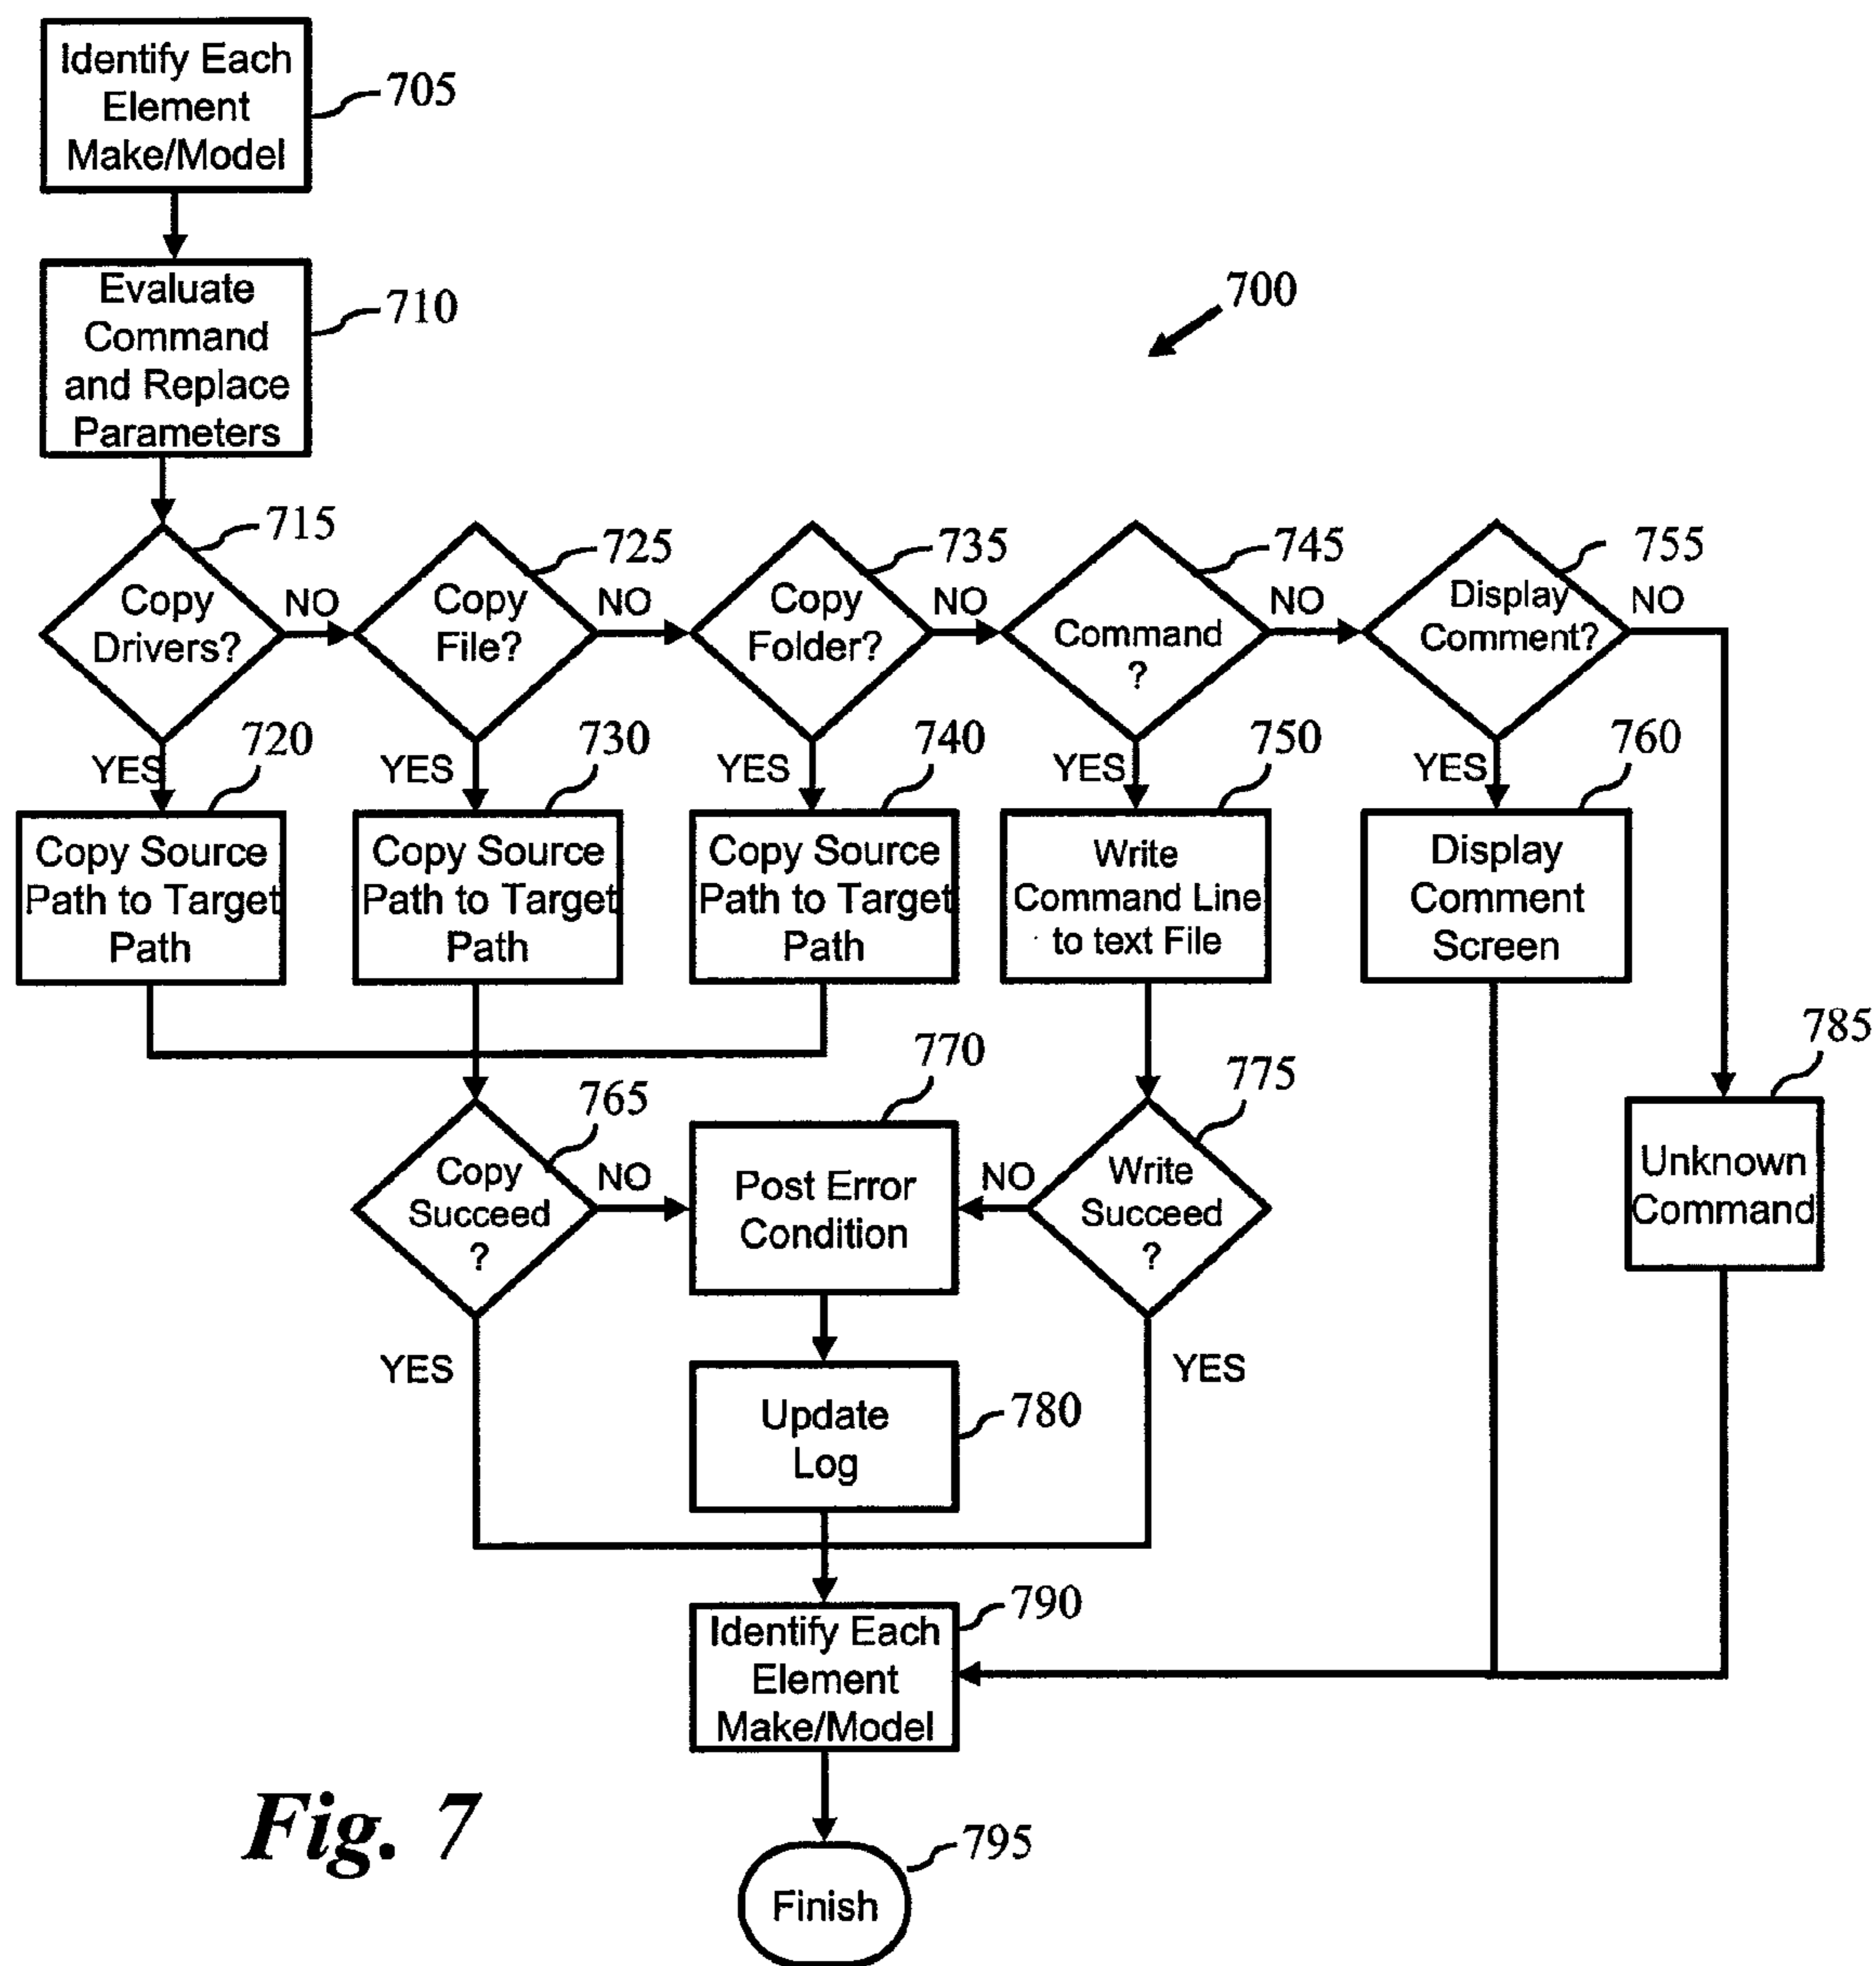 Identify Each
Element
Make/Model
705
Evaluate
Command
and Replace
Parameters
710
700
715
725
735
745
755
Copy
Drivers?
NO
Copy
File?
NO
Copy
Folder?
NO
Command
?
NO
Display
Comment?
NO
YES
720
YES
730
YES
740
YES
750
YES
760
Copy Source
Path to Target
Path
Copy Source
Path to Target
Path
Copy Source
Path to Target
Path
Write
Command Line
to text File
Display
Comment
Screen
765
770
775
785
Copy
Succeed
?
NO
Post Error
Condition
NO
Write
Succeed
?
Unknown
Command
YES
YES
Update
Log
780
Identify Each
Element
Make/Model
790
Fig. 7
Finish
795